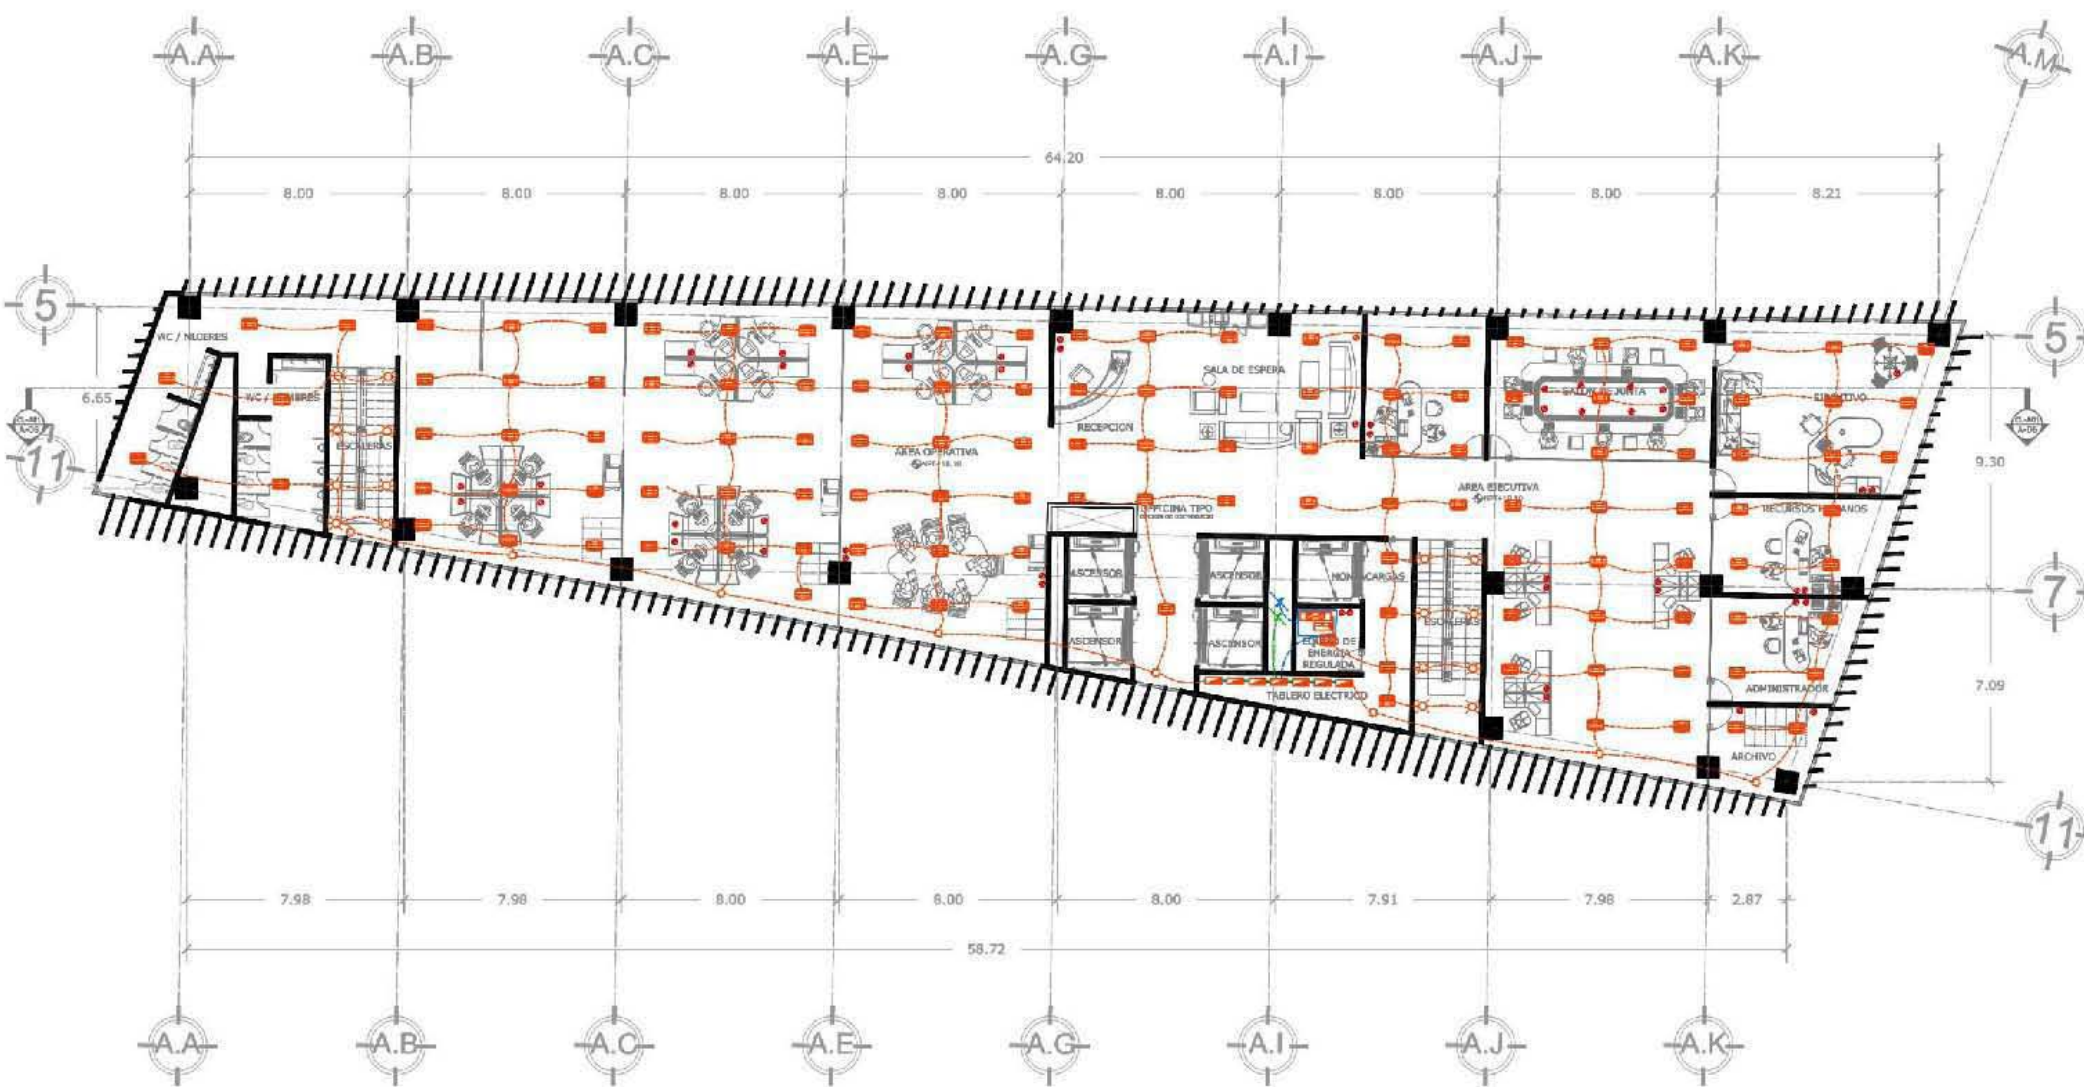 A.A
A.B
A.C
A.E
A.G
A.I
A.J
A.K
A.M
64.20
8.00
8.00
8.00
8.00
8.00
8.00
8.00
8.21
5
5
WC / MUJERES
WC / HOMBRES
6.65
11
ESCALERAS
AREA OPERATIVA
RECEPCION
SALA DE ESPERA
OFICINA TIPO
AREA EJECUTIVA
SALON DE JUNTA
EJECUTIVO
9.30
RECURSOS HUMANOS
ASCENSOR
ASCENSOR
MONTACARGAS
7
ASCENSOR
ASCENSOR
ENERGIA
REGULADA
ESCALERAS
TABLERO ELECTRICO
ADMINISTRADOR
7.09
ARCHIVO
11
7.98
7.98
8.00
8.00
7.91
7.98
2.87
58.72
A.A
A.B
A.C
A.E
A.G
A.I
A.J
A.K